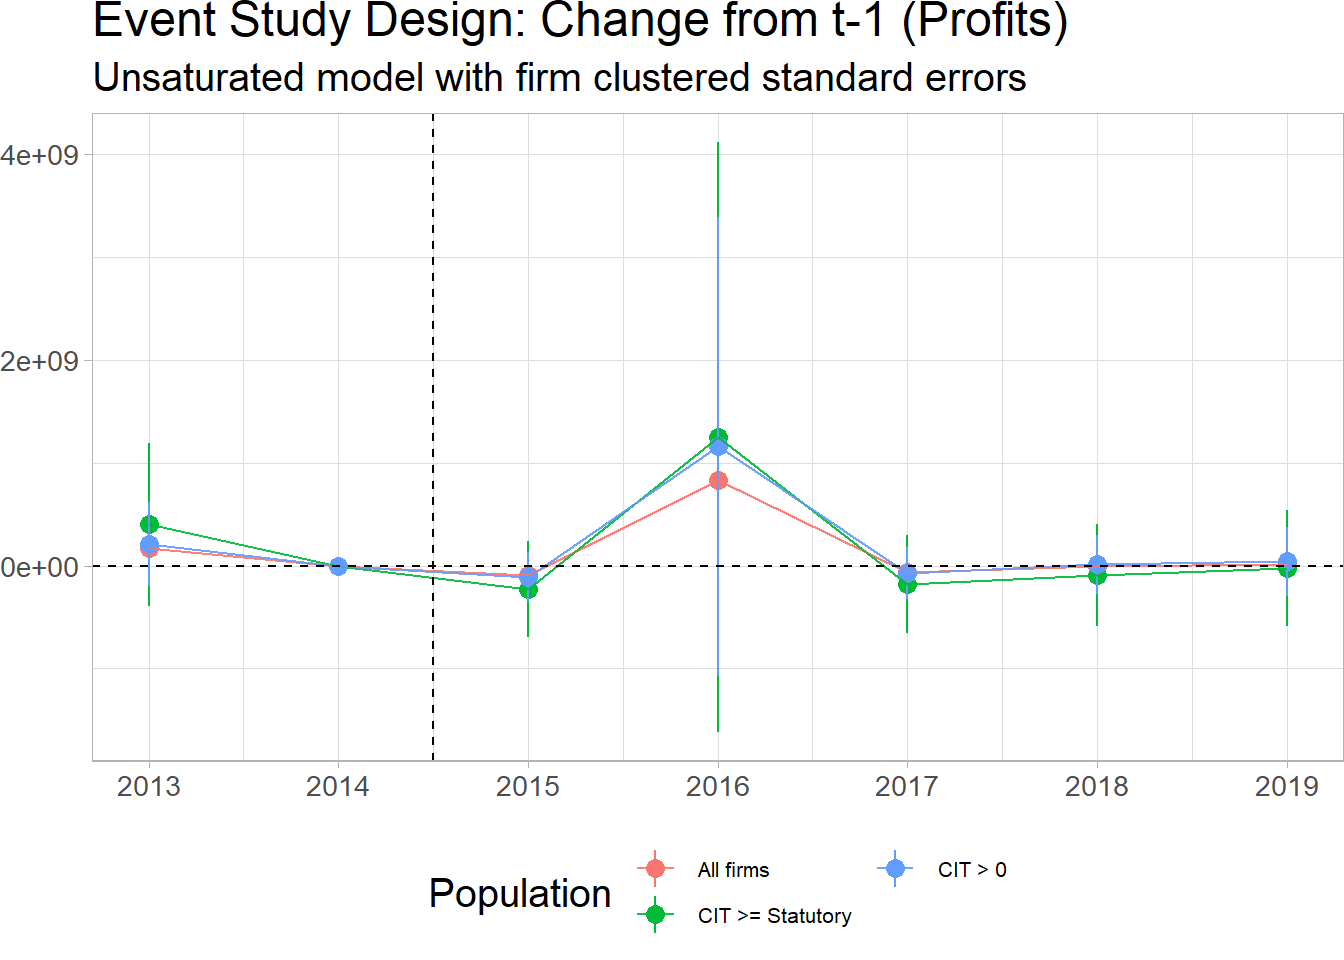 Event Study Design: Change from t-1 (Profits)
Unsaturated model with firm clustered standard errors
4e+09
2e+09
0e+00
2013 2014 2015 2016 2017 2018 2019
Population
All firms
CIT > 0
CIT >= Statutory